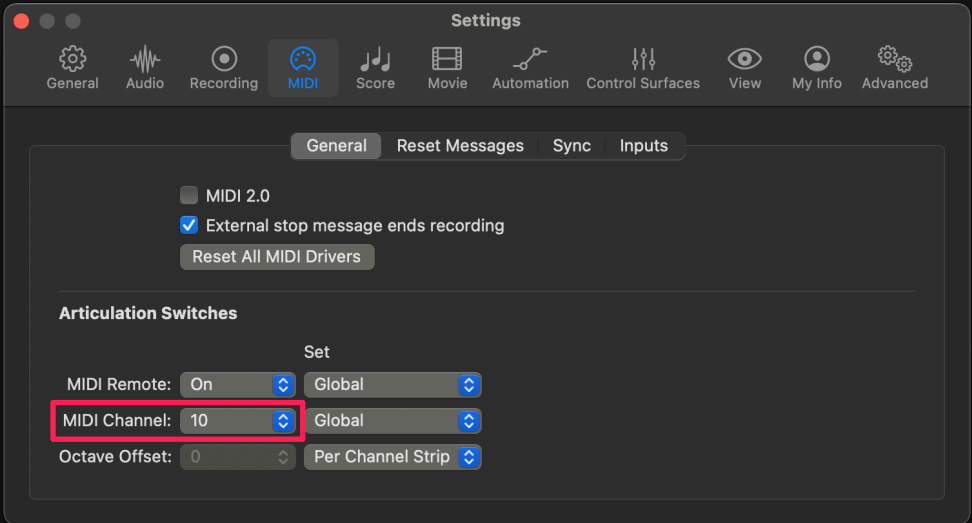 Settings
General Audio Recording MIDI Score Movie Automation Control Surfaces View My Info Advanced
General Reset Messages Sync Inputs
MIDI 2.0
External stop message ends recording
Reset All MIDI Drivers
Articulation Switches
Set
MIDI Remote: On Global
MIDI Channel: 10 Global
Octave Offset: 0 Per Channel Strip